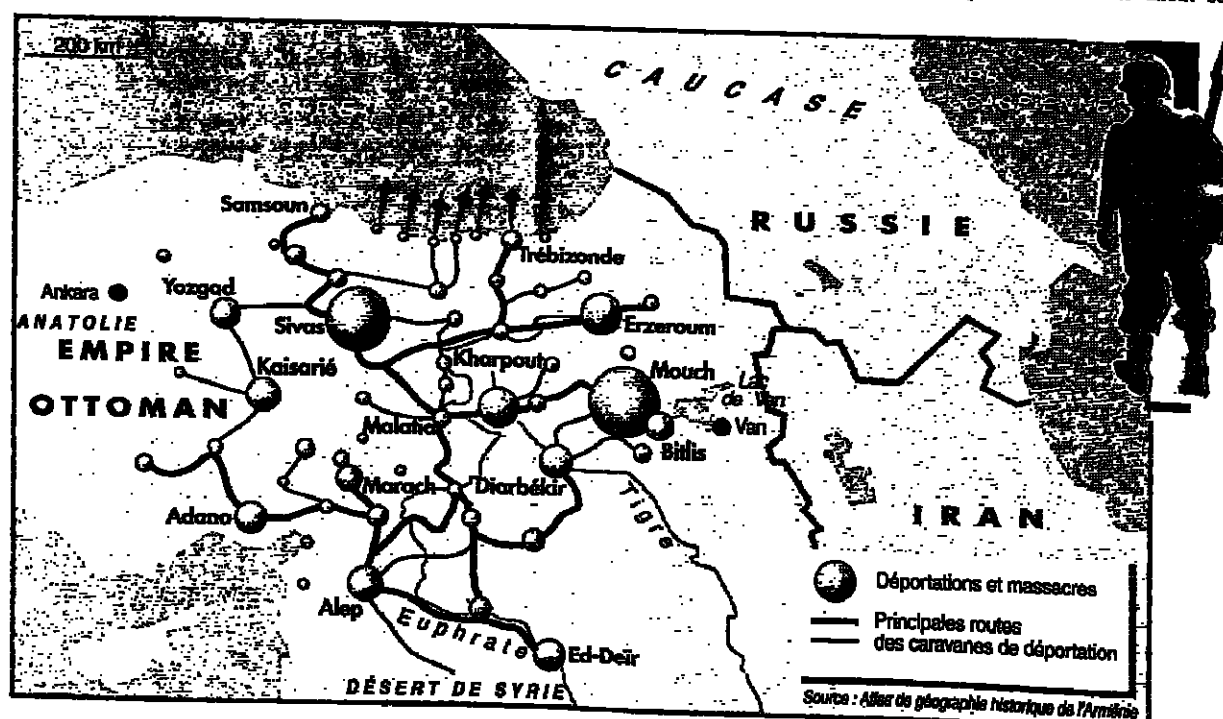 200 km
CAUCASE
RUSSIE
Samsoun
Trébizonde
Ankara
Yozgad
ANATOLIE
EMPIRE
OTTOMAN
Sivas
Erzeroum
Kaisarié
Kharpout
Mouch
Lac
de Van
Van
Malatia
Bitlis
Marach
Diarbékir
Adana
Tigre
IRAN
Alep
Euphrate
Ed-Deïr
DÉSERT DE SYRIE
Déportations et massacres
Principales routes
des caravanes de déportation
Source : Atlas de géographie historique de l'Arménie